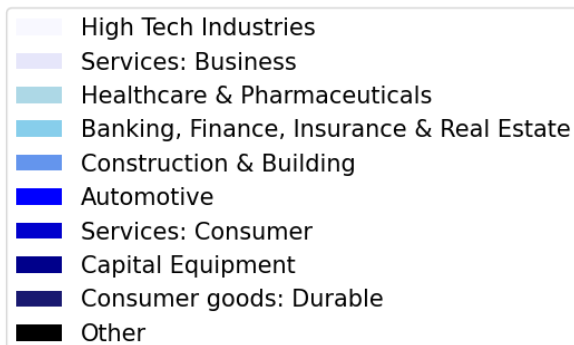 High Tech Industries
Services: Business
Healthcare & Pharmaceuticals
Banking, Finance, Insurance & Real Estate
Construction & Building
Automotive
Services: Consumer
Capital Equipment
Consumer goods: Durable
Other